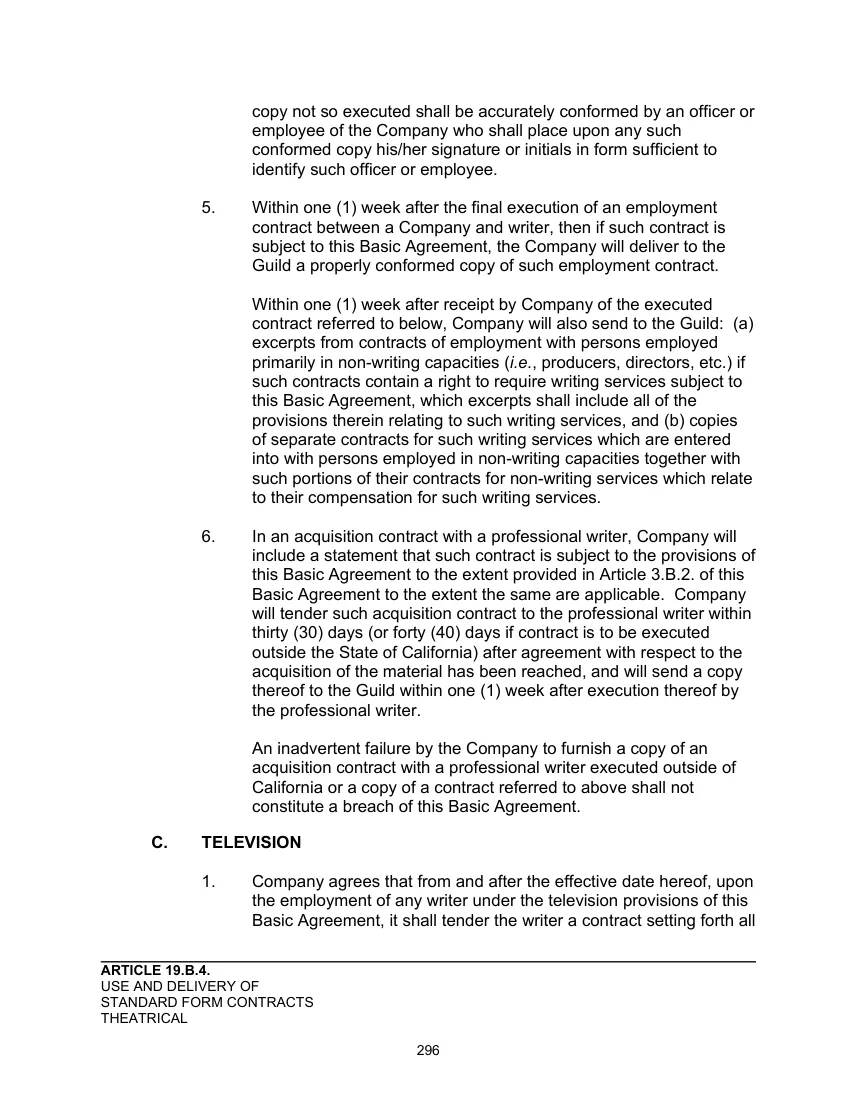 copy not so executed shall be accurately conformed by an officer or
employee of the Company who shall place upon any such
conformed copy his/her signature or initials in form sufficient to
identify such officer or employee.
5. Within one (1) week after the final execution of an employment
contract between a Company and writer, then if such contract is
subject to this Basic Agreement, the Company will deliver to the
Guild a properly conformed copy of such employment contract.
Within one (1) week after receipt by Company of the executed
contract referred to below, Company will also send to the Guild:  (a)
excerpts from contracts of employment with persons employed
primarily in non-writing capacities (i.e., producers, directors, etc.) if
such contracts contain a right to require writing services subject to
this Basic Agreement, which excerpts shall include all of the
provisions therein relating to such writing services, and (b) copies
of separate contracts for such writing services which are entered
into with persons employed in non-writing capacities together with
such portions of their contracts for non-writing services which relate
to their compensation for such writing services.
6. In an acquisition contract with a professional writer, Company will
include a statement that such contract is subject to the provisions of
this Basic Agreement to the extent provided in Article 3.B.2. of this
Basic Agreement to the extent the same are applicable.  Company
will tender such acquisition contract to the professional writer within
thirty (30) days (or forty (40) days if contract is to be executed
outside the State of California) after agreement with respect to the
acquisition of the material has been reached, and will send a copy
thereof to the Guild within one (1) week after execution thereof by
the professional writer.
An inadvertent failure by the Company to furnish a copy of an
acquisition contract with a professional writer executed outside of
California or a copy of a contract referred to above shall not
constitute a breach of this Basic Agreement.
C. TELEVISION
1. Company agrees that from and after the effective date hereof, upon
the employment of any writer under the television provisions of this
Basic Agreement, it shall tender the writer a contract setting forth all
ARTICLE 19.B.4.
USE AND DELIVERY OF
STANDARD FORM CONTRACTS
THEATRICAL
296